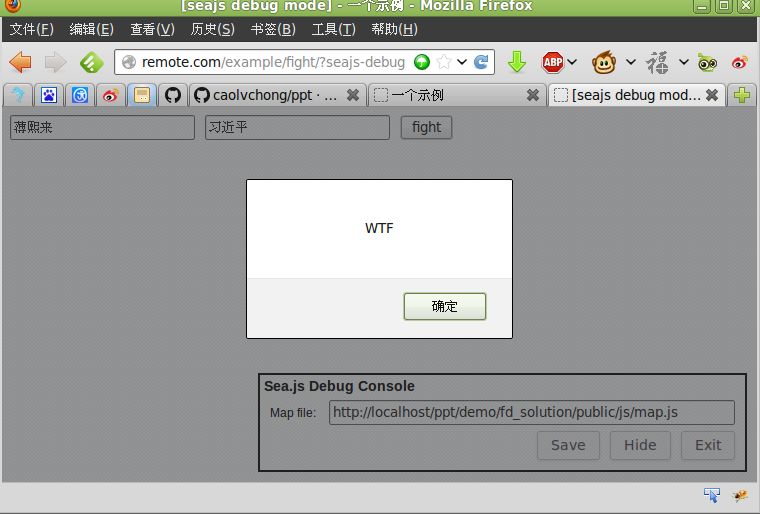 [seajs debug mode] - 一个示例 - Mozilla Firefox
文件(F) 编辑(E) 查看(V) 历史(S) 书签(B) 工具(T) 帮助(H)
remote.com/example/fight/?seajs-debug ABP 福
caolvchong/ppt · ... 一个示例 [seajs debug mod...
薄熙来 习近平 fight
WTF
确定
Sea.js Debug Console
Map file: http://localhost/ppt/demo/fd_solution/public/js/map.js
Save Hide Exit